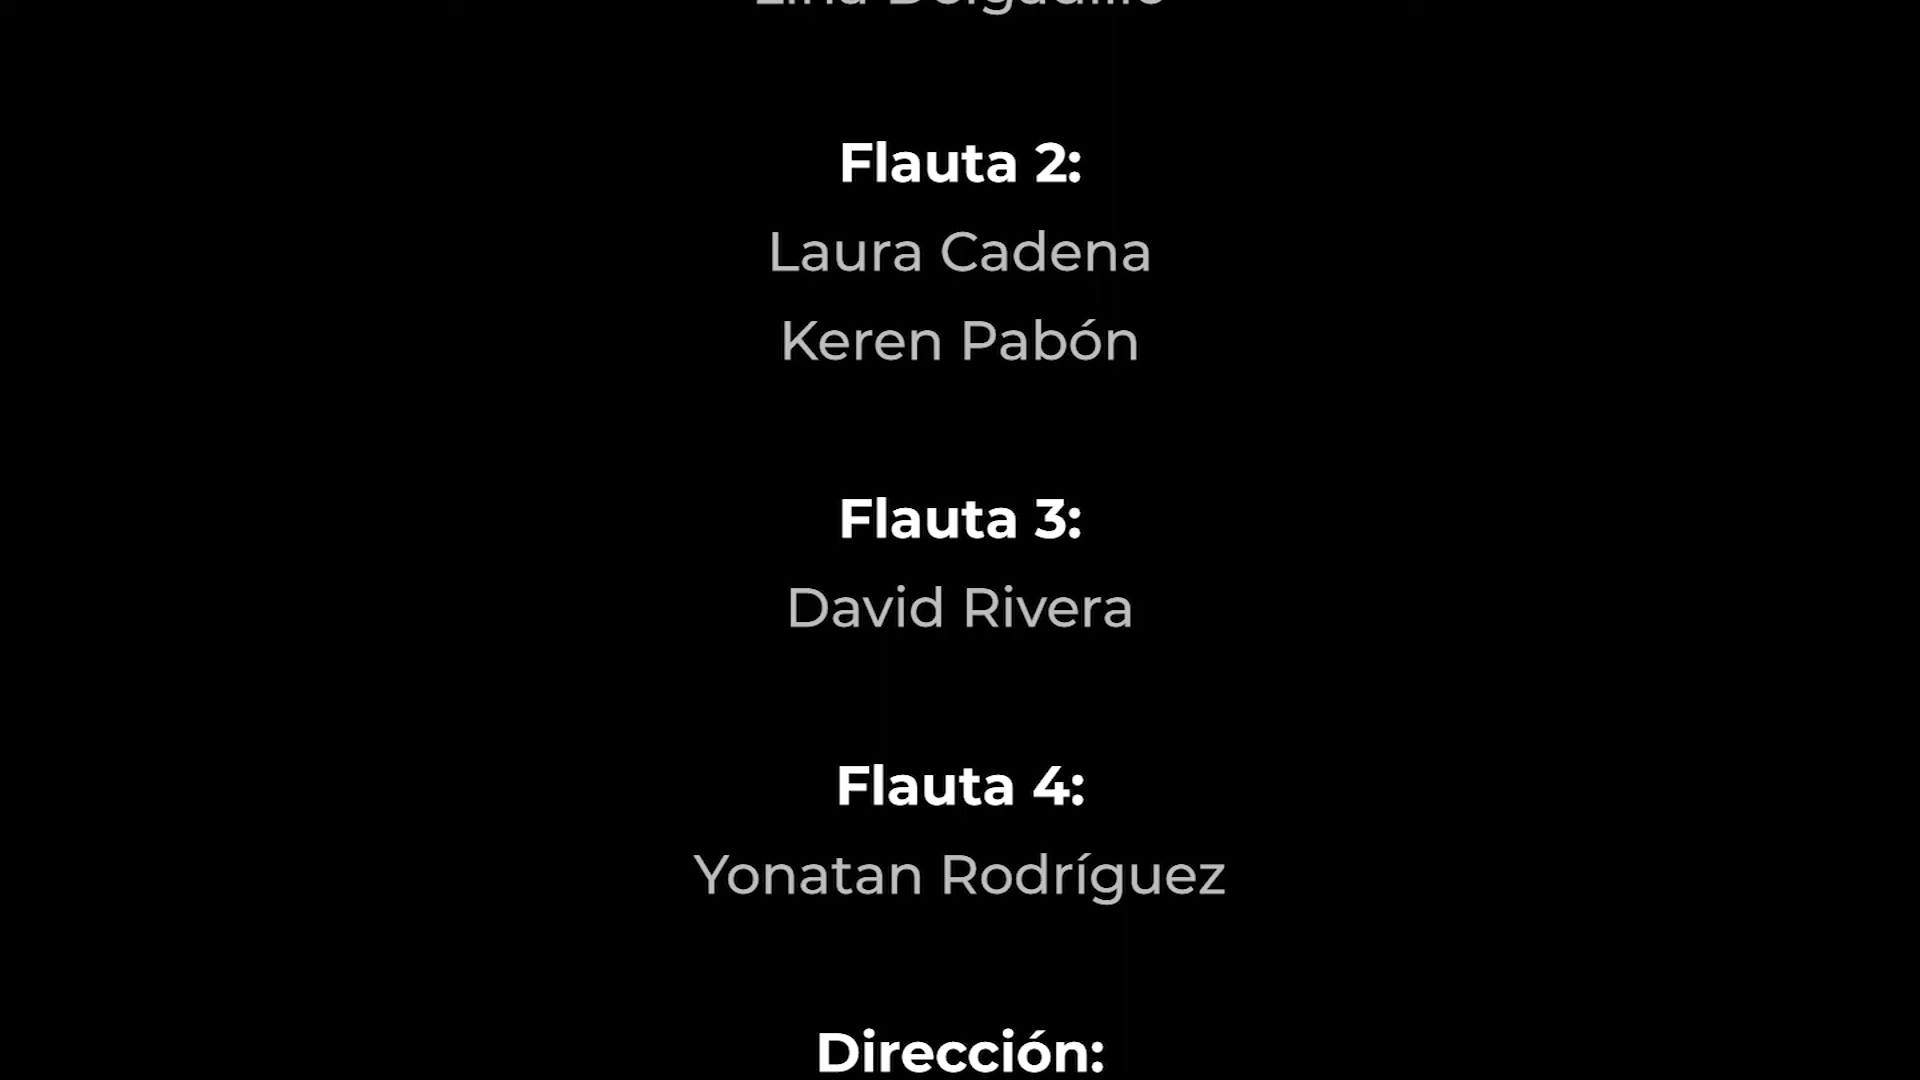 Flauta 2:
Laura Cadena
Keren Pabón
Flauta 3:
David Rivera
Flauta 4:
Yonatan Rodríguez
Dirección: